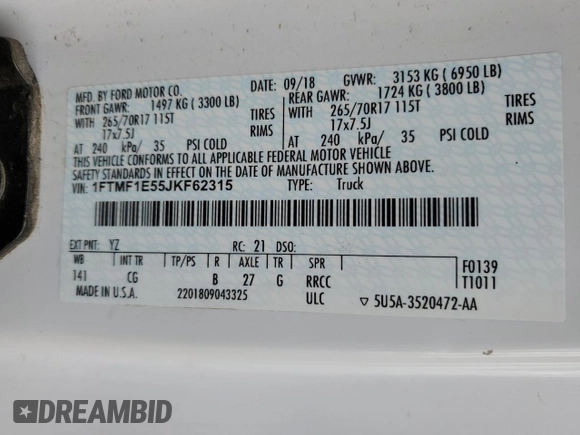 MFD. BY FORD MOTOR CO.
DATE: 09/18 GVWR: 3153 KG ( 6950 LB)
FRONT GAWR: 1497 KG ( 3300 LB) REAR GAWR: 1724 KG ( 3800 LB)
WITH 265/70R17 115T TIRES WITH 265/70R17 115T TIRES
17x7.5J RIMS 17x7.5J RIMS
AT 240 kPa/ 35 PSI COLD AT 240 kPa/ 35 PSI COLD
THIS VEHICLE CONFORMS TO ALL APPLICABLE FEDERAL MOTOR VEHICLE
SAFETY STANDARDS IN EFFECT ON THE DATE OF MANUFACTURE SHOWN ABOVE.
VIN: 1FTMF1E55JKF62315 TYPE: Truck
EXT PNT: YZ RC: 21 DSO:
WB INT TR TP/PS R AXLE TR SPR F0139
141 CG B 27 G RRCC T1011
MADE IN U.S.A. 2201809043325 ULC ▽ 5U5A-3520472-AA
DREAMBID